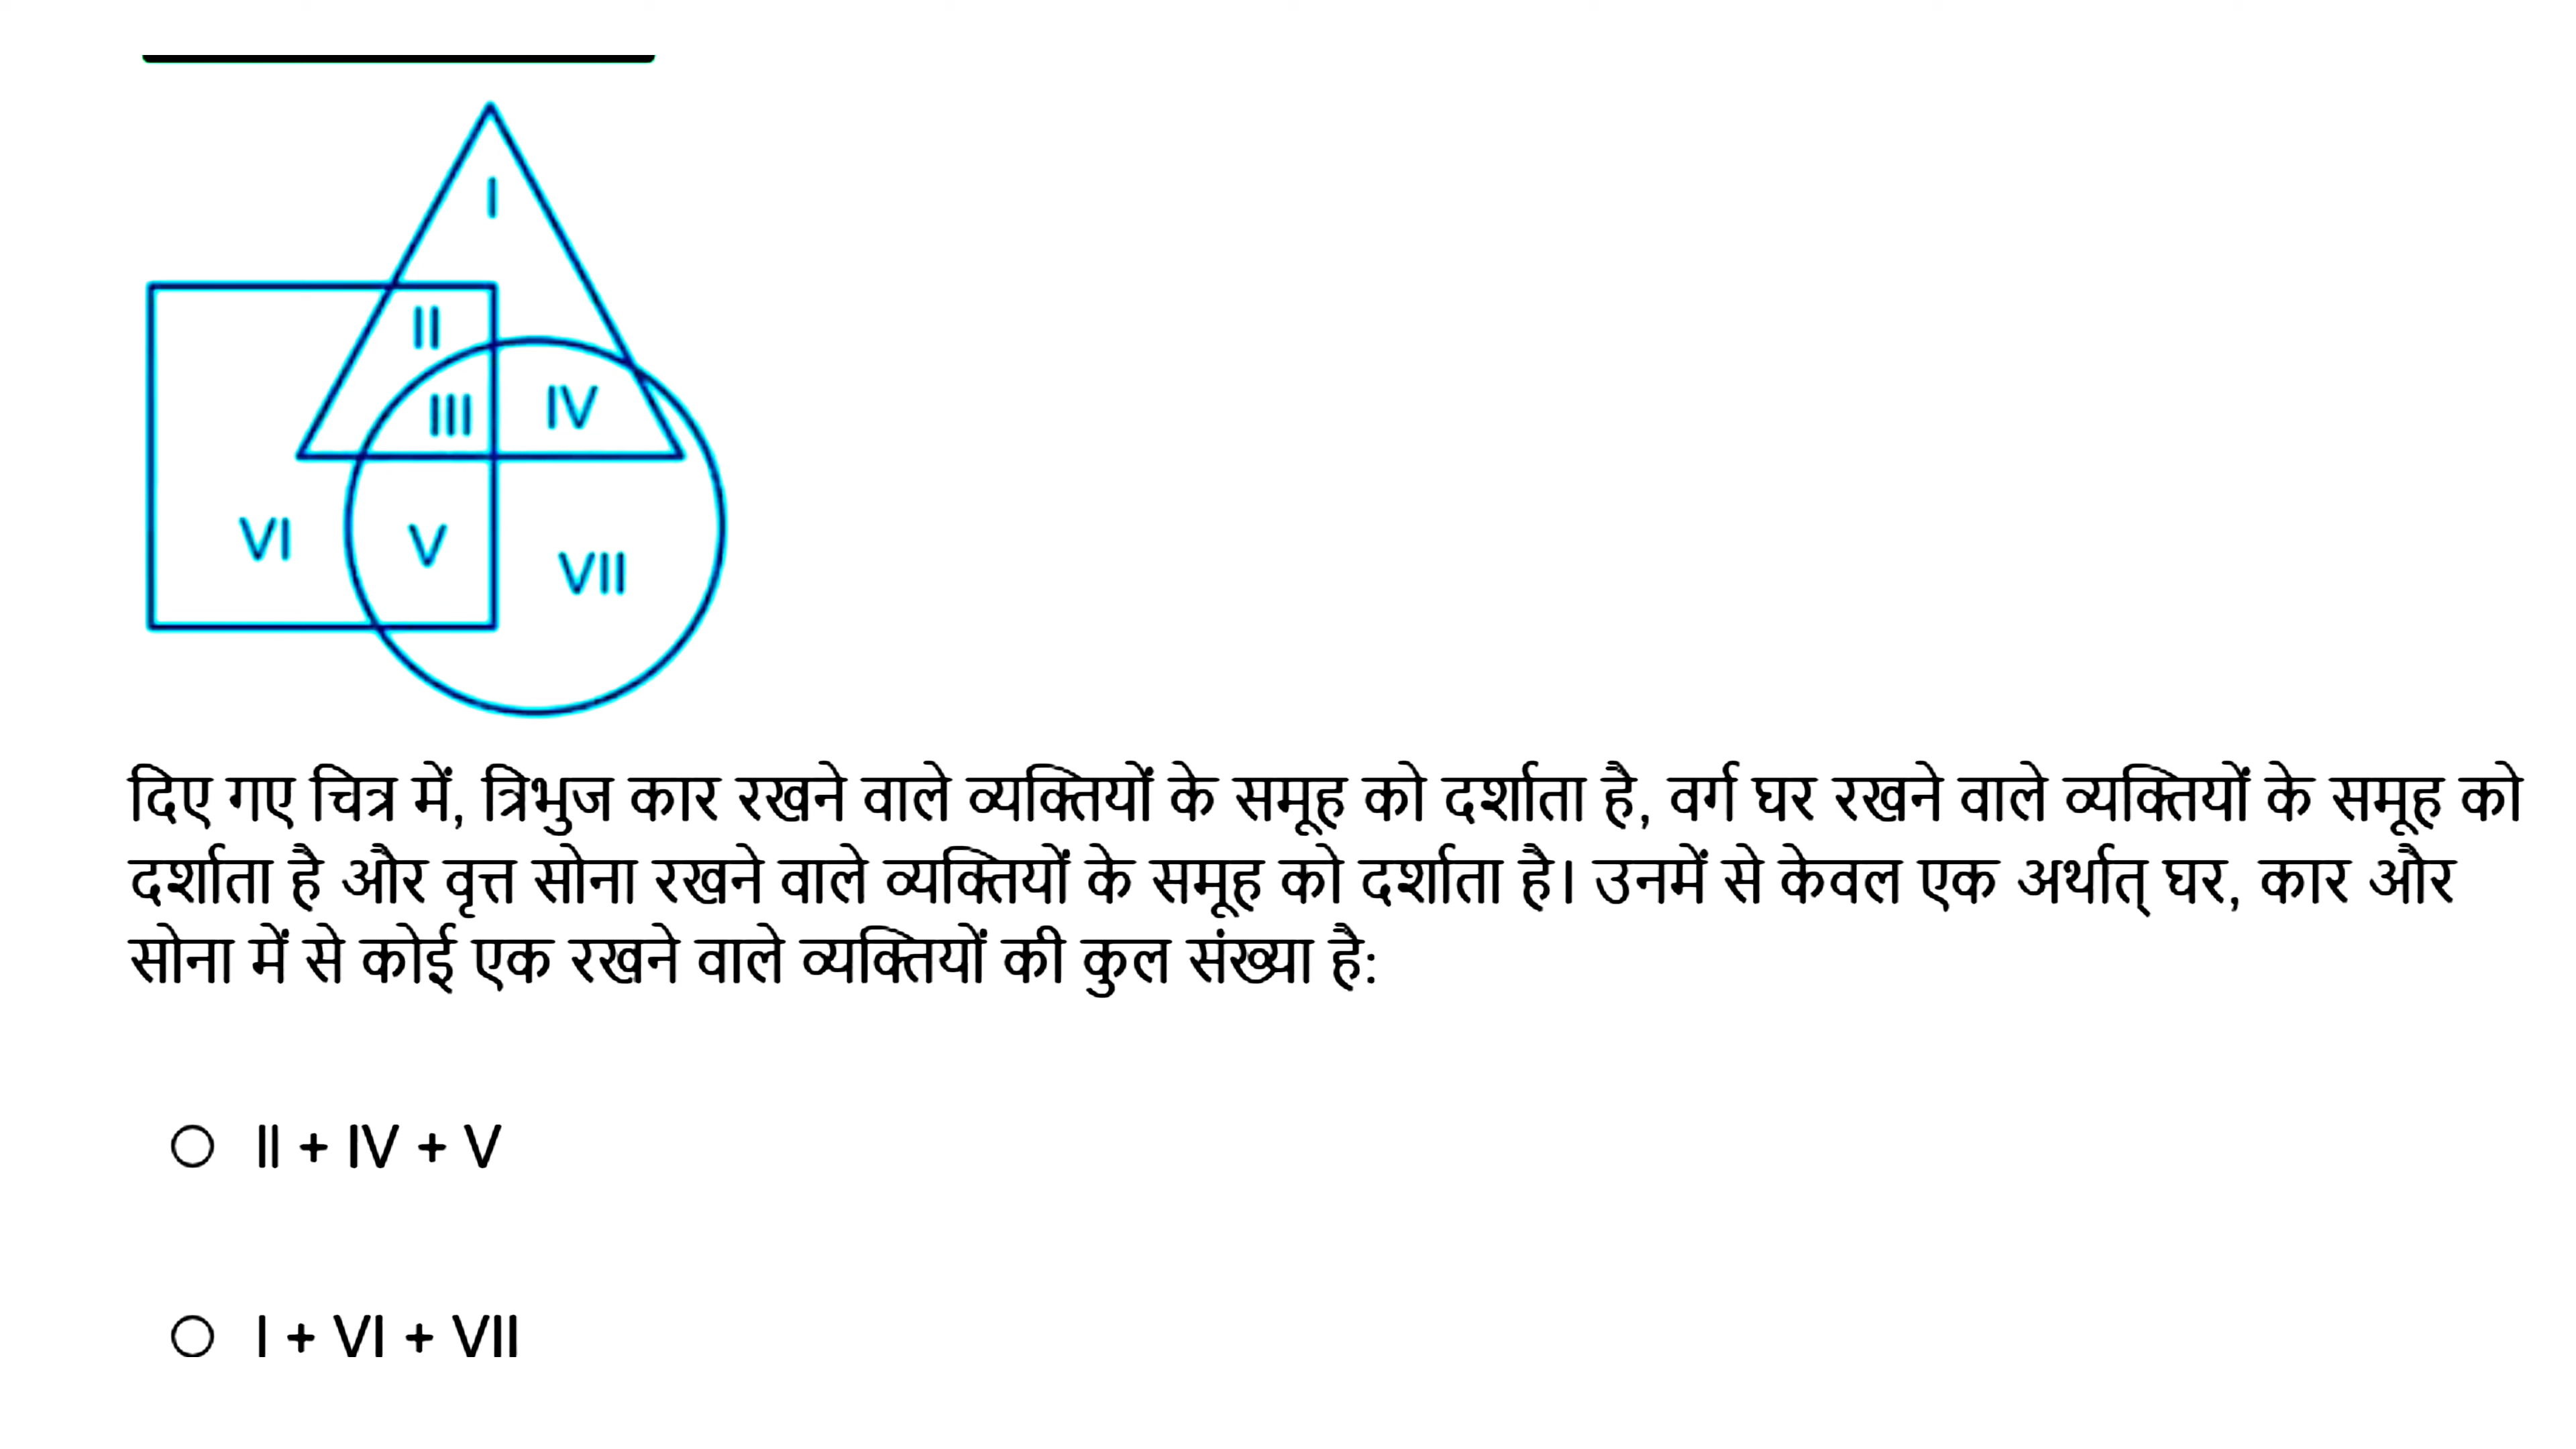 I
II
III
IV
VI
V
VII
दिए गए चित्र में, त्रिभुज कार रखने वाले व्यक्तियों के समूह को दर्शाता है, वर्ग घर रखने वाले व्यक्तियों के समूह को
दर्शाता है और वृत्त सोना रखने वाले व्यक्तियों के समूह को दर्शाता है। उनमें से केवल एक अर्थात् घर, कार और
सोना में से कोई एक रखने वाले व्यक्तियों की कुल संख्या है:
II + IV + V
I + VI + VII